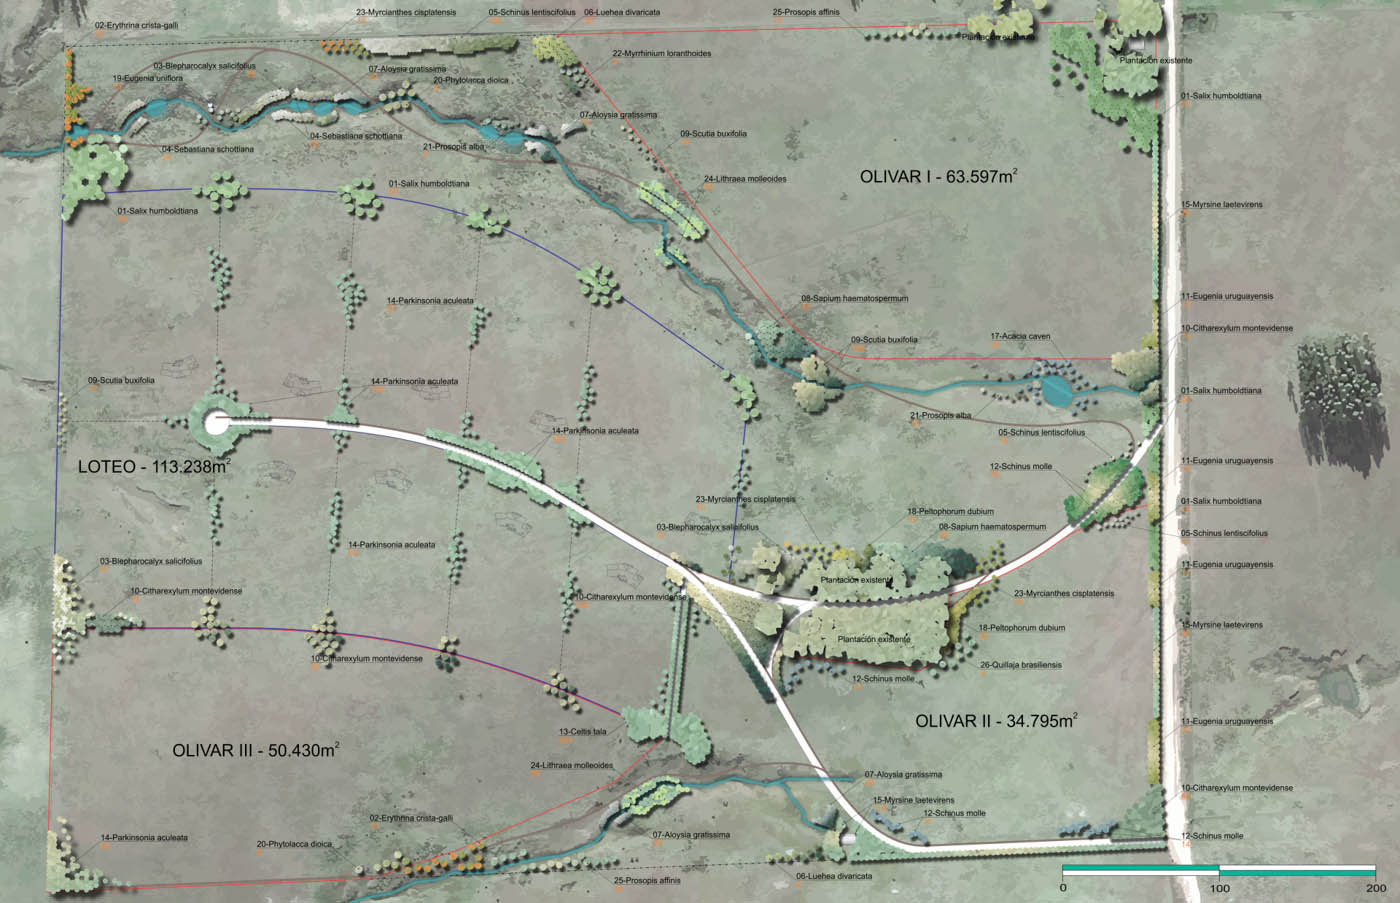 23-Myrcianthes cisplatensis
05-Schinus lentiscifolius
06-Luehea divaricata
25-Prosopis affinis
02-Erythrina crista-galli
Plantación existente
22-Myrrhinium loranthoides
Plantación existente
03-Blepharocalyx salicifolius
07-Aloysia gratissima
19-Eugenia uniflora
20-Phytolacca dioica
01-Salix humboldtiana
07-Aloysia gratissima
04-Sebastiana schottiana
09-Scutia buxifolia
04-Sebastiana schottiana
21-Prosopis alba
OLIVAR I - 63.597m²
24-Lithraea molleoides
01-Salix humboldtiana
01-Salix humboldtiana
15-Myrsine laetevirens
14-Parkinsonia aculeata
08-Sapium haematospermum
11-Eugenia uruguayensis
10-Citharexylum montevidense
09-Scutia buxifolia
17-Acacia caven
09-Scutia buxifolia
14-Parkinsonia aculeata
01-Salix humboldtiana
21-Prosopis alba
14-Parkinsonia aculeata
05-Schinus lentiscifolius
LOTEO - 113.238m²
12-Schinus molle
11-Eugenia uruguayensis
23-Myrcianthes cisplatensis
01-Salix humboldtiana
18-Peltophorum dubium
03-Blepharocalyx salicifolius
08-Sapium haematospermum
05-Schinus lentiscifolius
14-Parkinsonia aculeata
03-Blepharocalyx salicifolius
11-Eugenia uruguayensis
Plantación existente
10-Citharexylum montevidense
10-Citharexylum montevidense
23-Myrcianthes cisplatensis
18-Peltophorum dubium
15-Myrsine laetevirens
Plantación existente
10-Citharexylum montevidense
26-Quillaja brasiliensis
12-Schinus molle
OLIVAR II - 34.795m²
11-Eugenia uruguayensis
13-Celtis tala
OLIVAR III - 50.430m²
24-Lithraea molleoides
07-Aloysia gratissima
10-Citharexylum montevidense
15-Myrsine laetevirens
12-Schinus molle
02-Erythrina crista-galli
07-Aloysia gratissima
12-Schinus molle
14-Parkinsonia aculeata
20-Phytolacca dioica
06-Luehea divaricata
25-Prosopis affinis
0 100 200